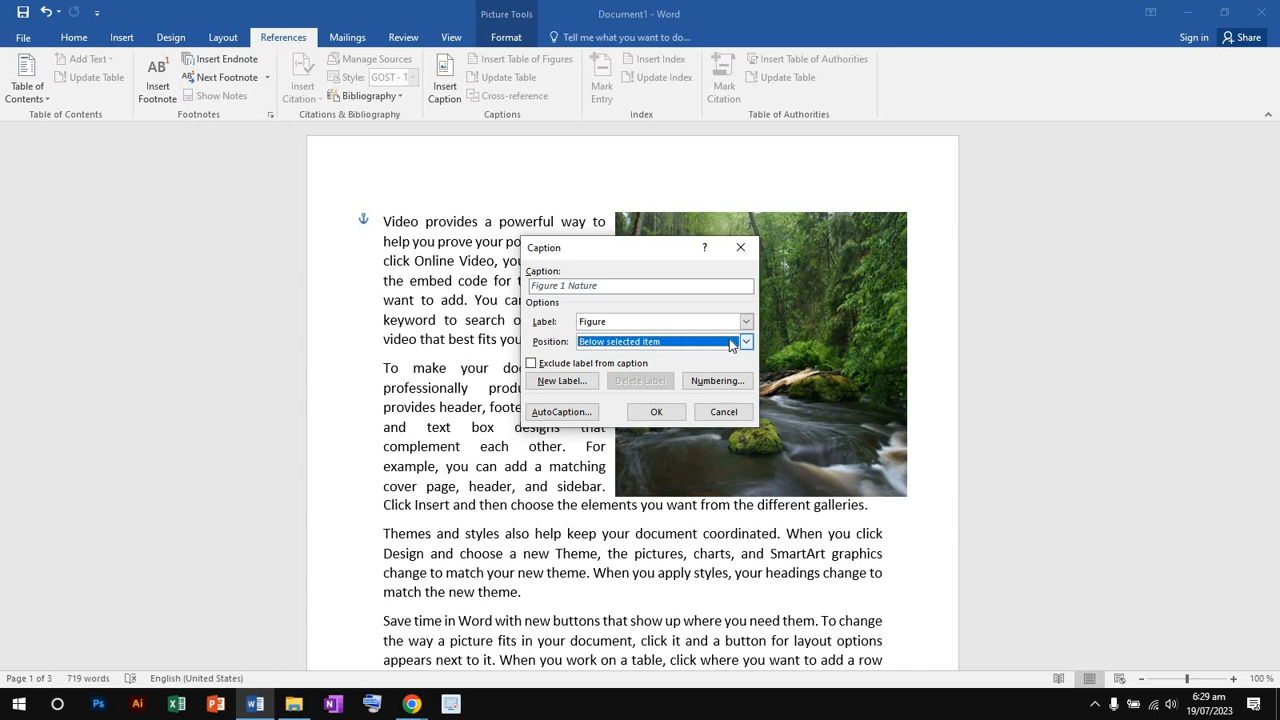 Picture Tools
Document1 - Word
File
Home
Insert
Design
Layout
References
Mailings
Review
View
Format
Tell me what you want to do...
Sign in
Share
Table of Contents
Add Text
Update Table
Table of Contents
AB¹
Insert Footnote
Insert Endnote
Next Footnote
Show Notes
Footnotes
Insert Citation
Manage Sources
Style:
GOST - T
Bibliography
Citations & Bibliography
Insert Caption
Insert Table of Figures
Update Table
Cross-reference
Captions
Mark Entry
Insert Index
Update Index
Index
Mark Citation
Insert Table of Authorities
Update Table
Table of Authorities
Video provides a powerful way to
help you prove your po
click Online Video, you
the embed code for t
want to add. You can
keyword to search o
video that best fits you
To make your doc
professionally produ
provides header, foote
and text box designs that
complement each other. For
example, you can add a matching
cover page, header, and sidebar.
Click Insert and then choose the elements you want from the different galleries.
Themes and styles also help keep your document coordinated. When you click
Design and choose a new Theme, the pictures, charts, and SmartArt graphics
change to match your new theme. When you apply styles, your headings change to
match the new theme.
Save time in Word with new buttons that show up where you need them. To change
the way a picture fits in your document, click it and a button for layout options
appears next to it. When you work on a table, click where you want to add a row
Caption
?
Caption:
Figure 1 Nature
Options
Label:
Figure
Position:
Below selected item
Exclude label from caption
New Label...
Delete Label
Numbering...
AutoCaption...
OK
Cancel
Page 1 of 3
719 words
English (United States)
100 %
Ps
Ai
6:29 am
19/07/2023